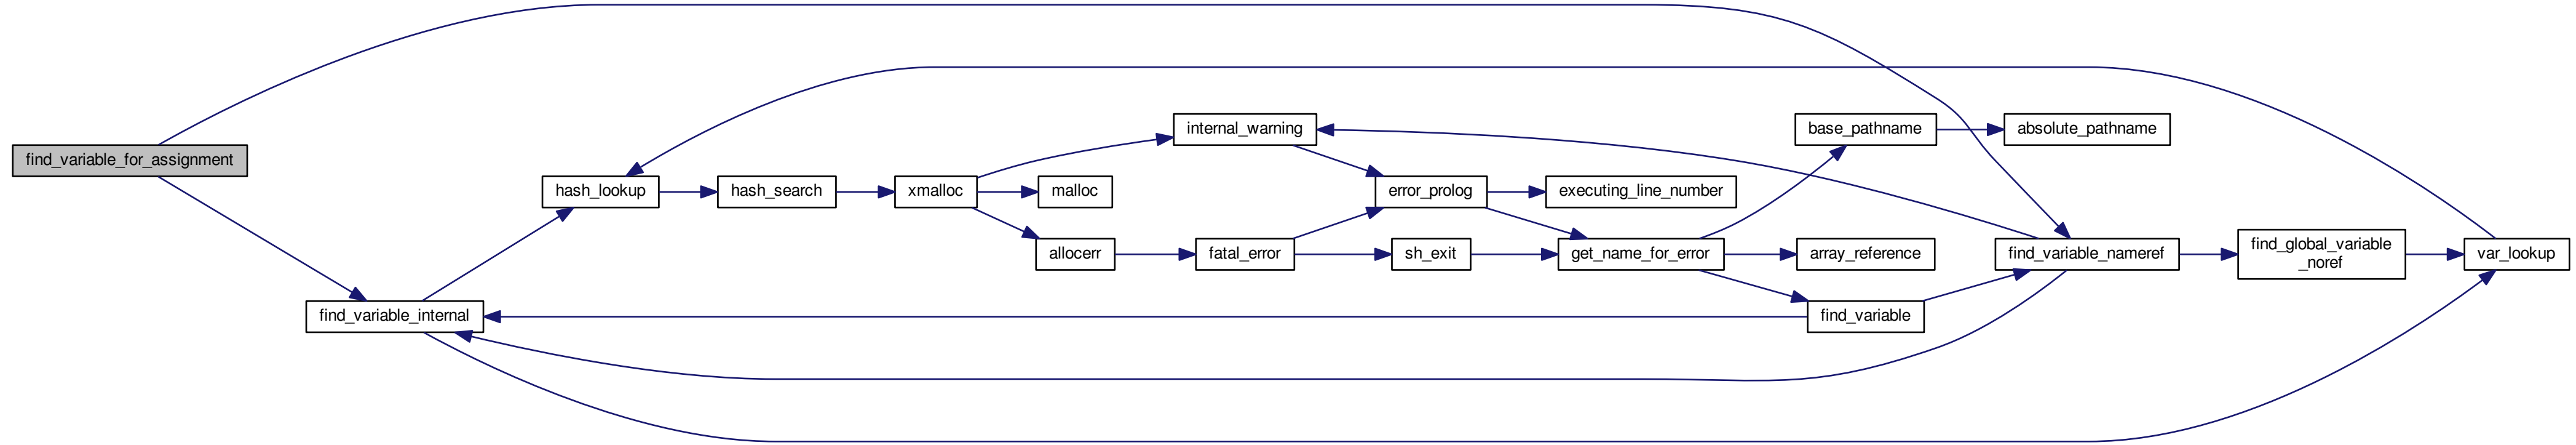 find_variable_for_assignment
find_variable_internal
hash_lookup
hash_search
xmalloc
internal_warning
malloc
allocerr
fatal_error
error_prolog
sh_exit
executing_line_number
get_name_for_error
base_pathname
array_reference
find_variable
absolute_pathname
find_variable_nameref
find_global_variable
_noref
var_lookup